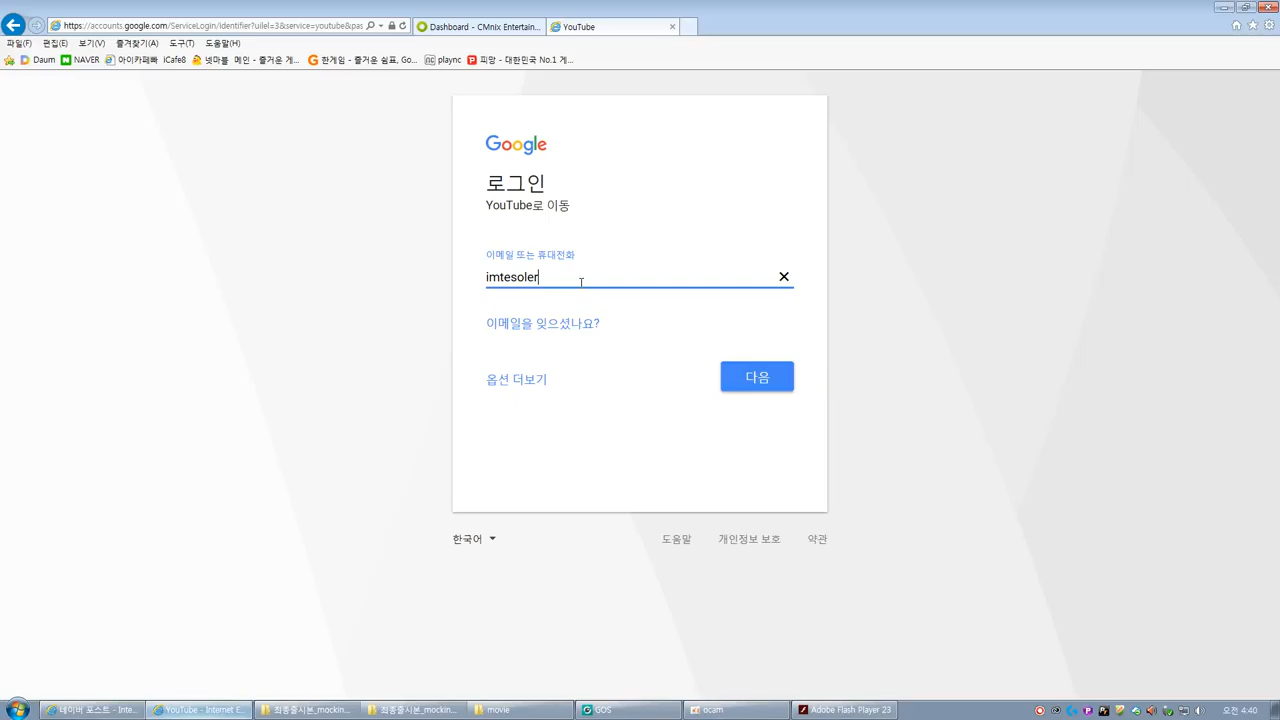 https://accounts.google.com/ServiceLogin/identifier?uilel=3&service=youtube&pas
Dashboard - CMnix Entertain...
YouTube
파일(F) 편집(E) 보기(V) 즐겨찾기(A) 도구(T) 도움말(H)
Daum NAVER 아이카페빠 iCafe8 넷마블 메인 - 즐거운 게... 한게임 - 즐거운 쉼표, Go... plaync 피망 - 대한민국 No.1 게...
Google
로그인
YouTube로 이동
이메일 또는 휴대전화
imtesoler
이메일을 잊으셨나요?
옵션 더보기
다음
한국어
도움말 개인정보 보호 약관
네이버 포스트 - Inte...
YouTube - Internet E...
최종출시본_mockin...
최종출시본_mockin...
movie
GOS
ocam
Adobe Flash Player 23
오전 4:40